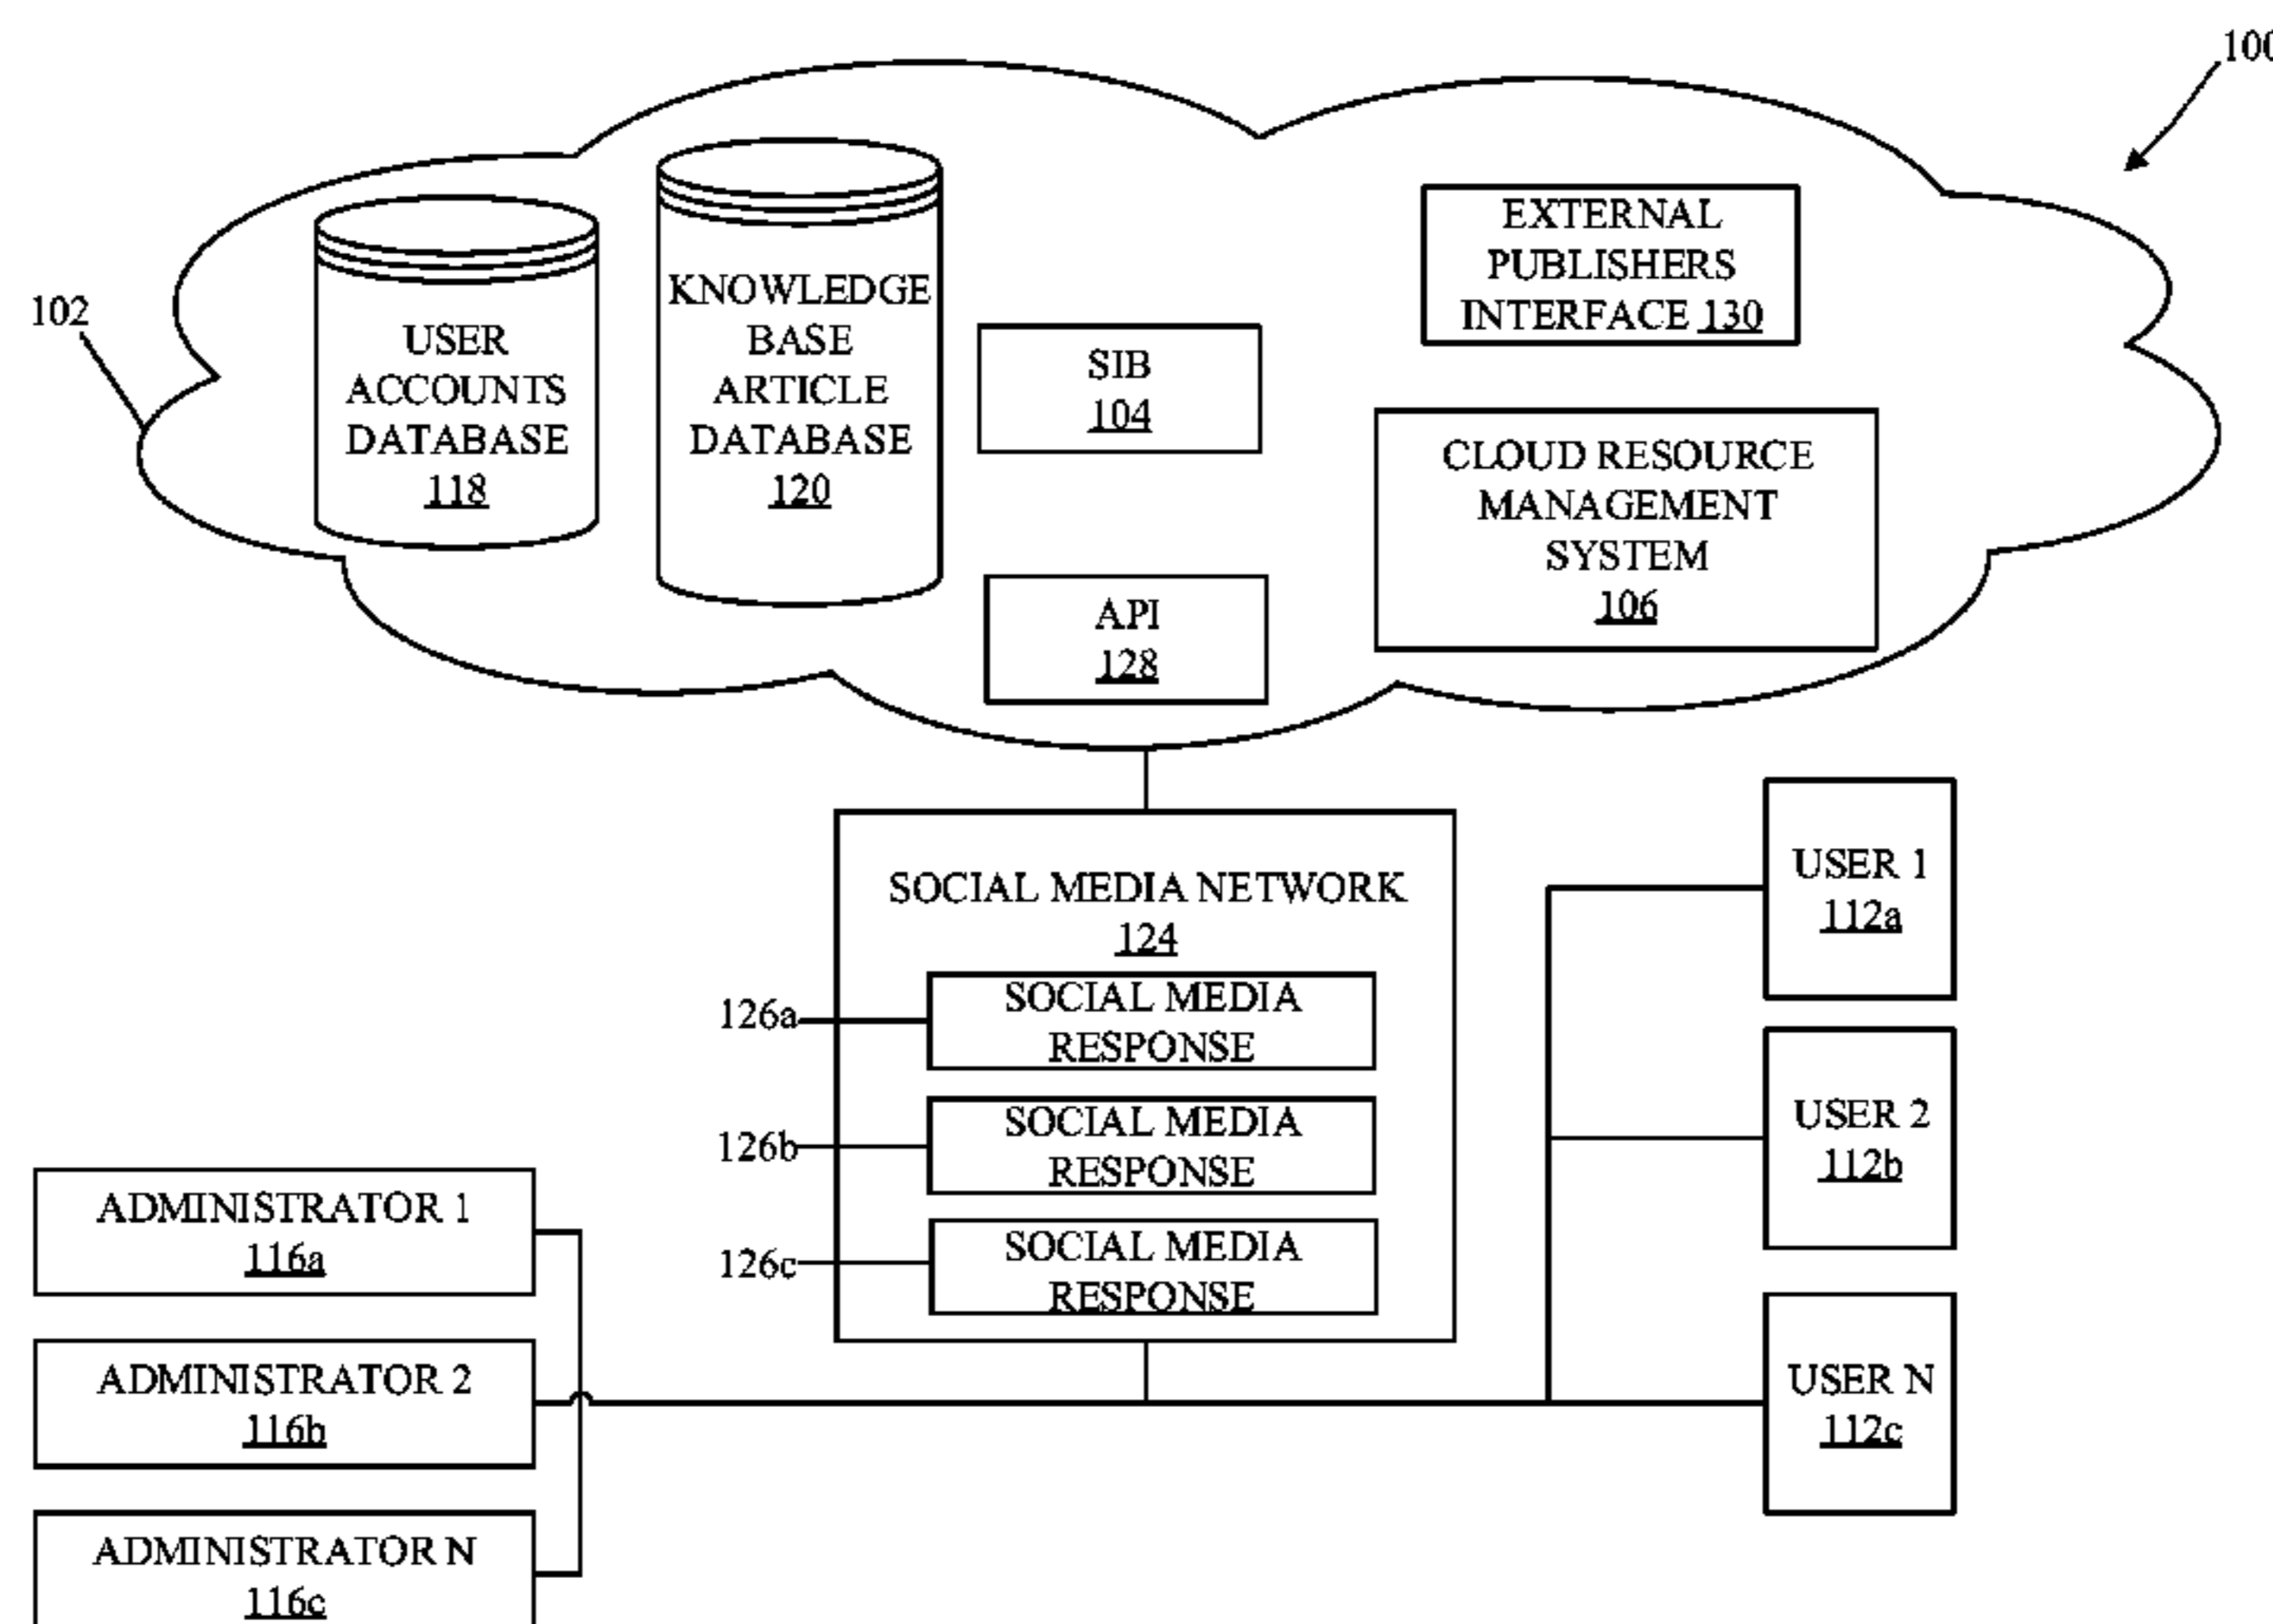 100
102
USER
ACCOUNTS
DATABASE
118
KNOWLEDGE
BASE
ARTICLE
DATABASE
120
SIB
104
EXTERNAL
PUBLISHERS
INTERFACE 130
CLOUD RESOURCE
MANAGEMENT
SYSTEM
106
API
128
SOCIAL MEDIA NETWORK
124
126a
SOCIAL MEDIA
RESPONSE
126b
SOCIAL MEDIA
RESPONSE
126c
SOCIAL MEDIA
RESPONSE
USER 1
112a
USER 2
112b
USER N
112c
ADMINISTRATOR 1
116a
ADMINISTRATOR 2
116b
ADMINISTRATOR N
116c